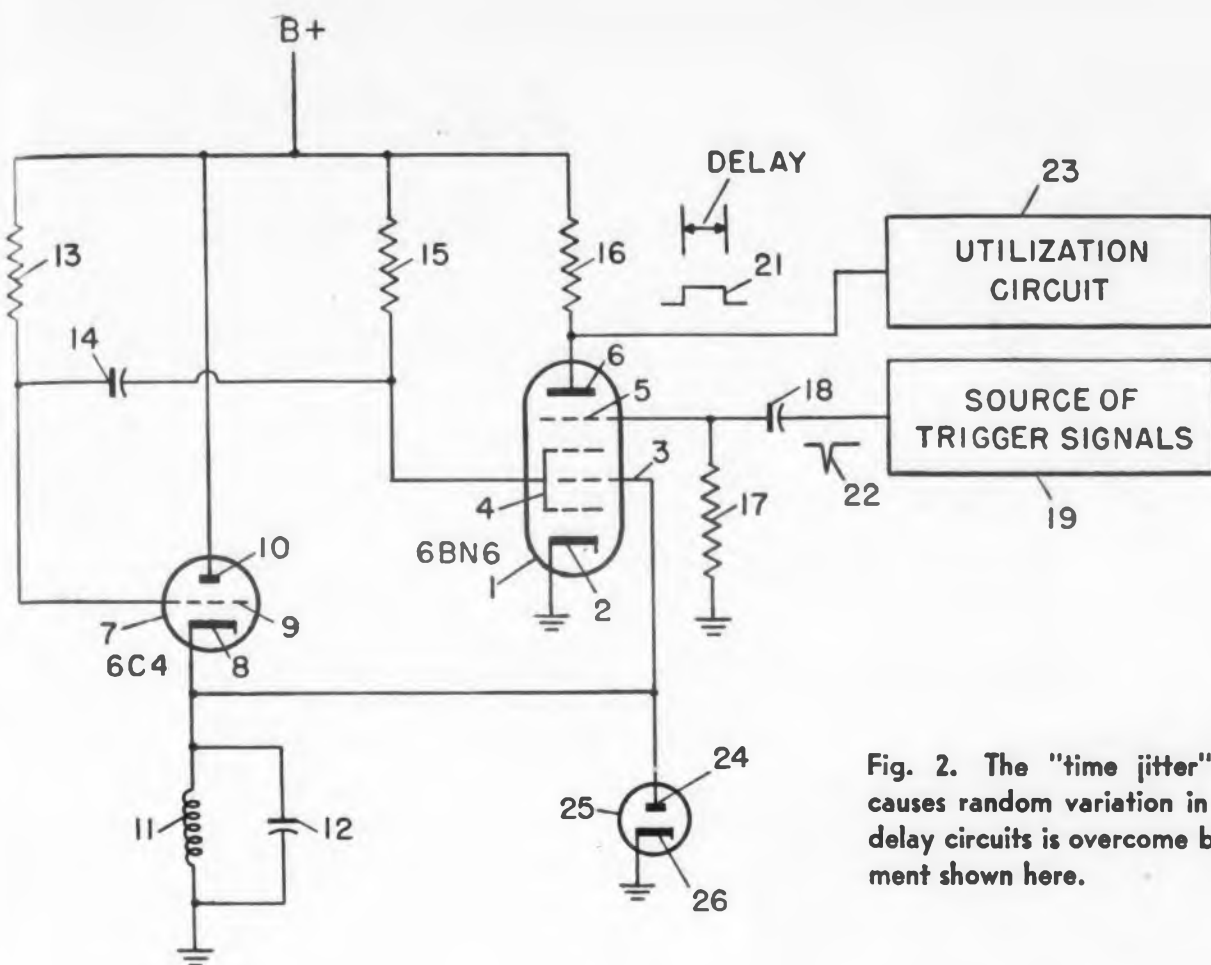 B+
DELAY
23
UTILIZATION
CIRCUIT
13
15
16
21
14
6
5
18
SOURCE OF
TRIGGER SIGNALS
3
4
17
22
19
6BN6
1
2
10
7
9
6C4
8
24
25
26
11
12
Fig. 2. The "time jitter"
causes random variation in
delay circuits is overcome b
ment shown here.